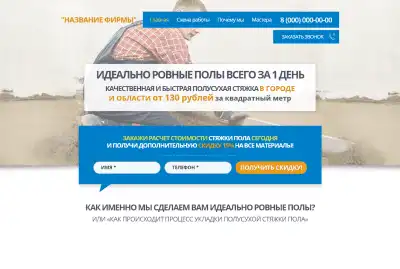 "НАЗВАНИЕ ФИРМЫ"
Главная Схема работы Почему мы Мастера 8 (000) 000-00-00
ЗАКАЗАТЬ ЗВОНОК
ИДЕАЛЬНО РОВНЫЕ ПОЛЫ ВСЕГО ЗА 1 ДЕНЬ
КАЧЕСТВЕННАЯ И БЫСТРАЯ ПОЛУСУХАЯ СТЯЖКА В ГОРОДЕ
И ОБЛАСТИ от 130 рублей за квадратный метр
ЗАКАЖИ РАСЧЕТ СТОИМОСТИ СТЯЖКИ ПОЛА СЕГОДНЯ
И ПОЛУЧИ ДОПОЛНИТЕЛЬНУЮ СКИДКУ 15% НА ВСЕ МАТЕРИАЛЫ!
ИМЯ * ТЕЛЕФОН * ПОЛУЧИТЬ СКИДКУ!
КАК ИМЕННО МЫ СДЕЛАЕМ ВАМ ИДЕАЛЬНО РОВНЫЕ ПОЛЫ?
ИЛИ «КАК ПРОИСХОДИТ ПРОЦЕСС УКЛАДКИ ПОЛУСУХОЙ СТЯЖКИ ПОЛА»